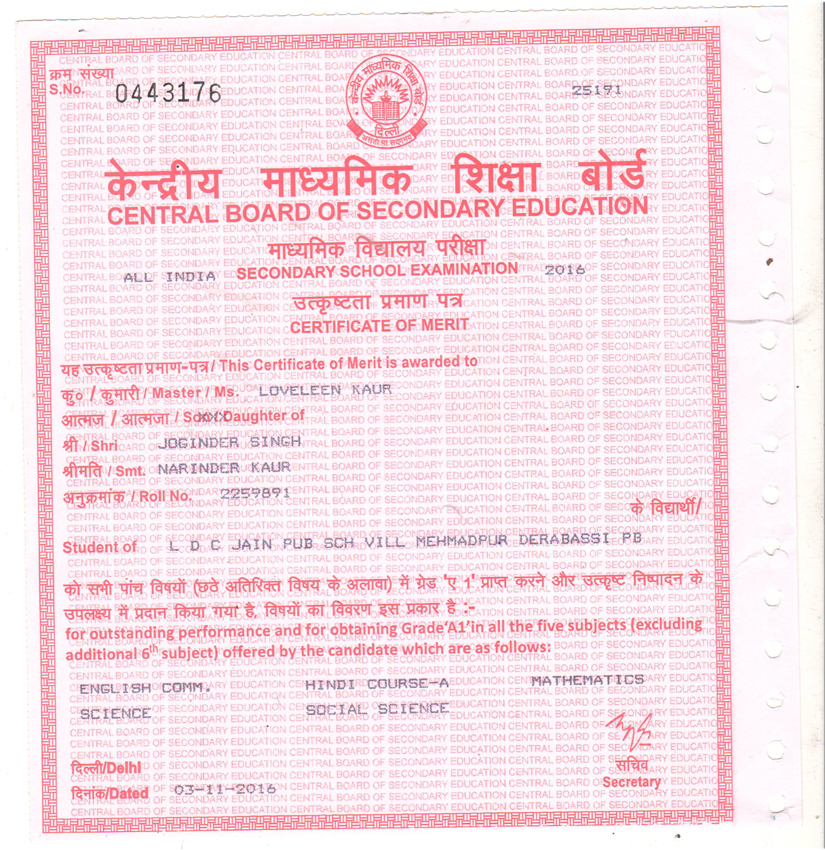 क्रम संख्या
S.No. 0443176
25191
केन्द्रीय माध्यमिक शिक्षा बोर्ड
दिल्ली
केन्द्रीय माध्यमिक शिक्षा बोर्ड
CENTRAL BOARD OF SECONDARY EDUCATION
माध्यमिक विद्यालय परीक्षा
ALL INDIA SECONDARY SCHOOL EXAMINATION 2016
उत्कृष्टता प्रमाण पत्र
CERTIFICATE OF MERIT
यह उत्कृष्टता प्रमाण-पत्र/ This Certificate of Merit is awarded to
कु० / कुमारी / Master / Ms. LOVELEEN KAUR
आत्मज / आत्मजा / Son/Daughter of
श्री / Shri JOGINDER SINGH
श्रीमति / Smt. NARINDER KAUR
अनुक्रमांक / Roll No. 2259891
के विद्यार्थी/
Student of L D C JAIN PUB SCH VILL MEHMADPUR DERABASSI PB
को सभी पांच विषयों (छठे अतिरिक्त विषय के अलावा) में ग्रेड 'ए 1' प्राप्त करने और उत्कृष्ट निष्पादन के
उपलक्ष्य में प्रदान किया गया है, विषयों का विवरण इस प्रकार है :-
for outstanding performance and for obtaining Grade‘A1’in all the five subjects (excluding
additional 6th subject) offered by the candidate which are as follows:
ENGLISH COMM. HINDI COURSE-A MATHEMATICS
SCIENCE SOCIAL SCIENCE
दिल्ली/Delhi
सचिव
दिनांक/Dated 03-11-2016
Secretary